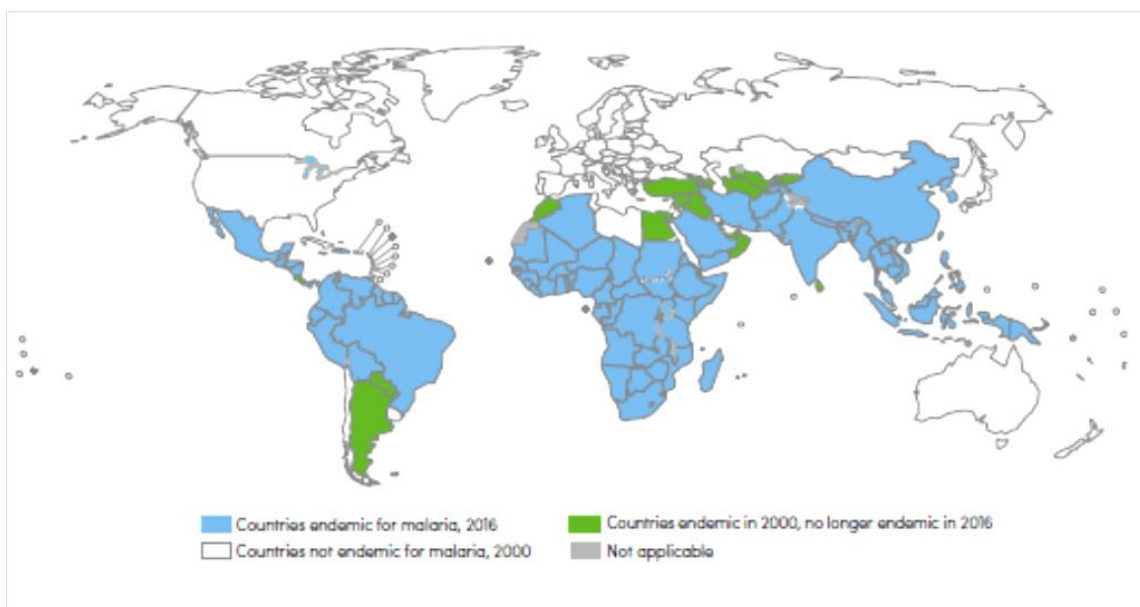 Countries endemic for malaria, 2016
Countries endemic in 2000, no longer endemic in 2016
Countries not endemic for malaria, 2000
Not applicable